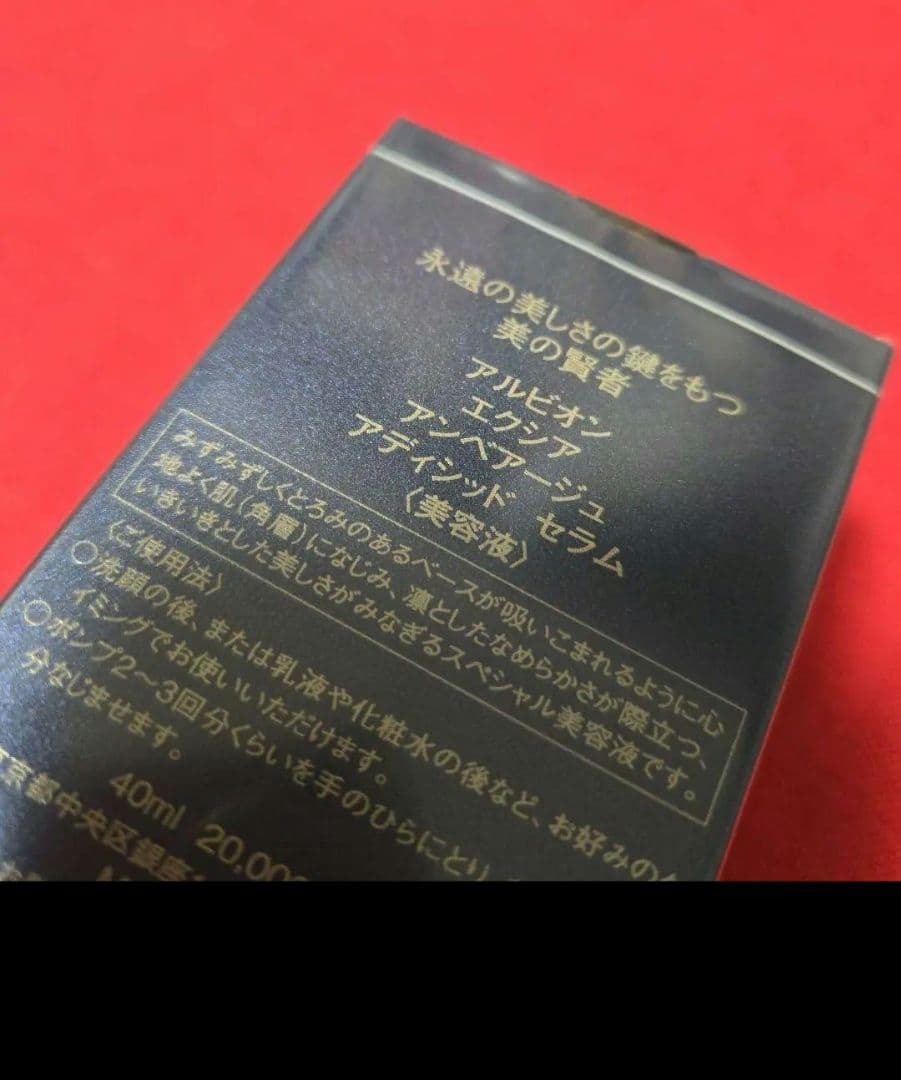 永遠の美しさの鍵をもつ
美の賢者
アルビオン
エクシア
アンベアージュ
アディシッド セラム
〈美容液〉
みずみずしくとろみのあるベースが吸いこまれるように心
地よく肌(角層)になじみ、凛としたなめらかさが際立つ、
いきいきとした美しさがみなぎるスペシャル美容液です。
〈ご使用法〉
○洗顔の後、または乳液や化粧水の後など、お好みの
イミングでお使いいただけます。
○ポンプ2～3回分くらいを手のひらにとり
分なじませます。
40ml 20,000
京都中央区銀座